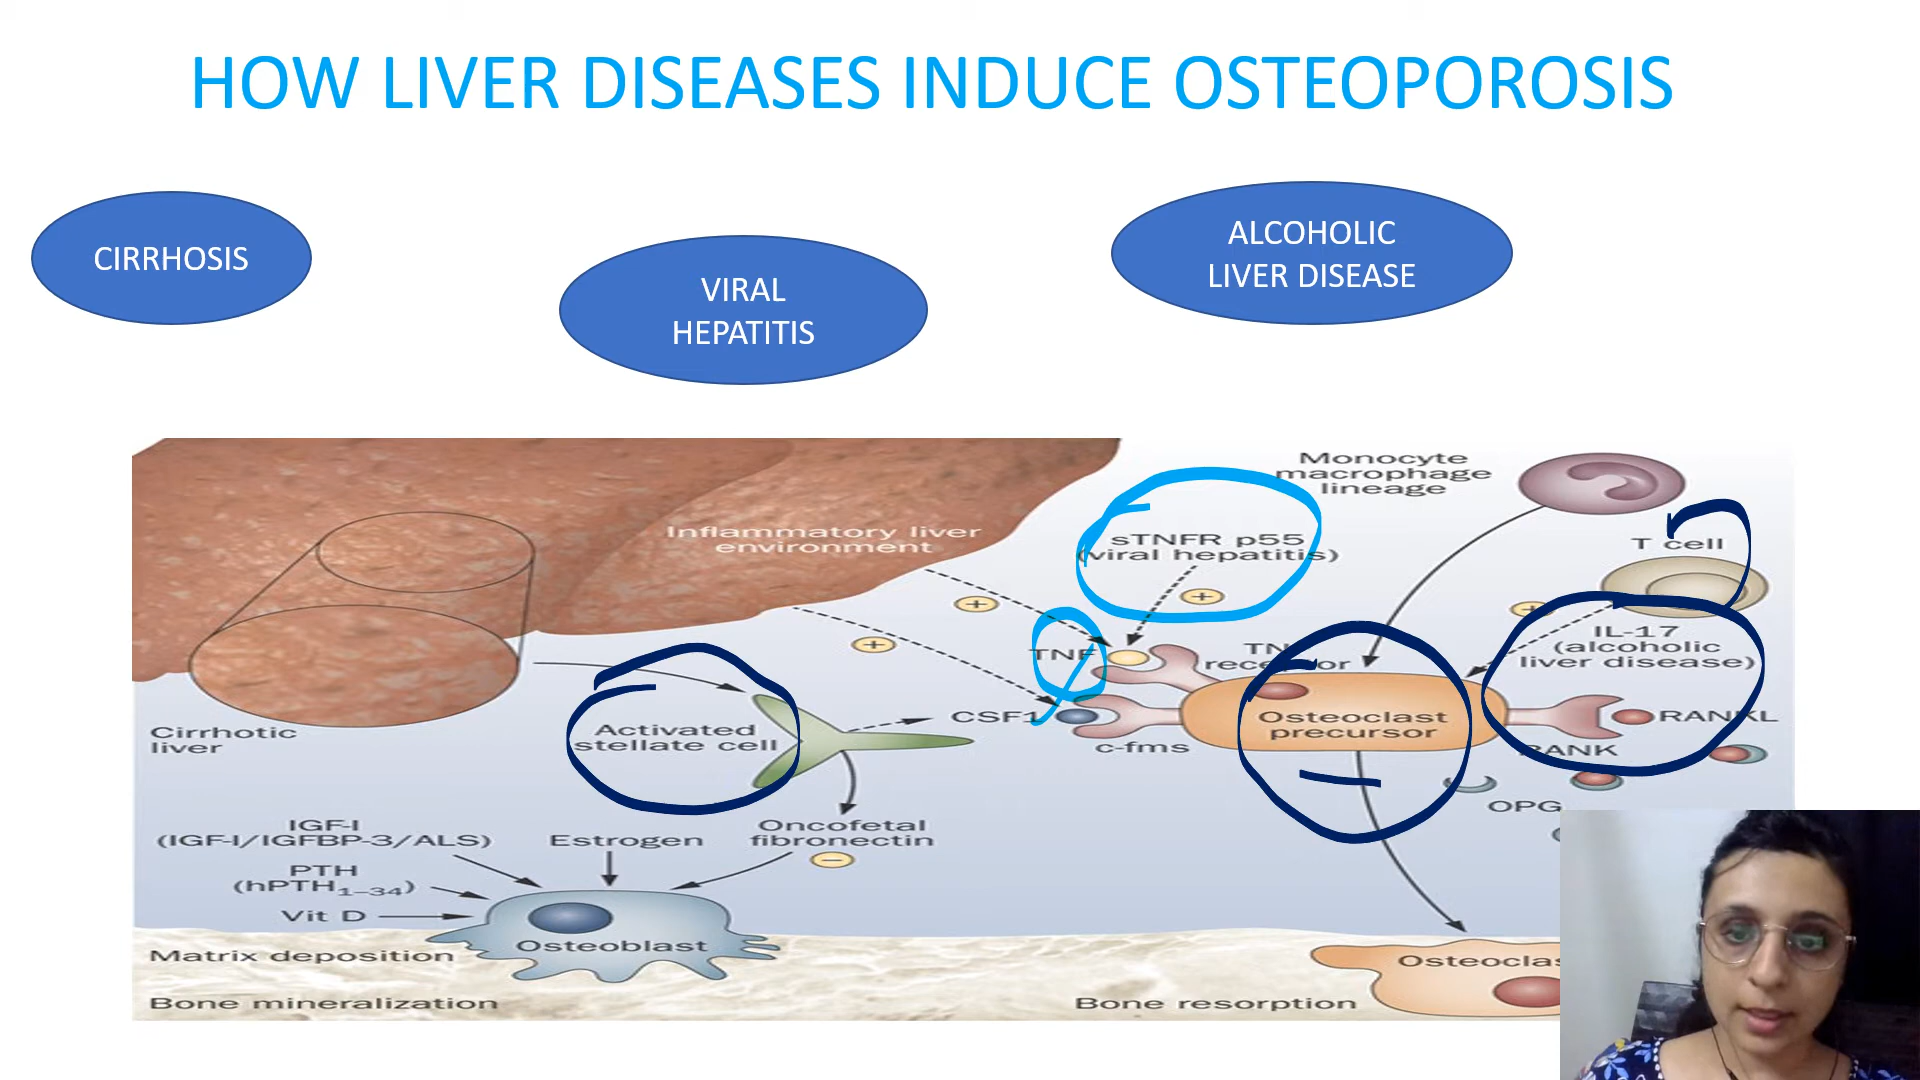 HOW LIVER DISEASES INDUCE OSTEOPOROSIS
CIRRHOSIS
VIRAL
HEPATITIS
ALCOHOLIC
LIVER DISEASE
Monocyte
macrophage
lineage
Inflammatory liver
environment
sTNFR p55
(viral hepatitis)
T cell
+
+
+
+
IL-17
(alcoholic
liver disease)
TNF
receptor
TNF
Cirrhotic
liver
Activated
stellate cell
CSF1
c-fms
Osteoclast
precursor
RANKL
RANK
OPG
IGF-I
(IGF-I/IGFBP-3/ALS)
Estrogen
Oncofetal
fibronectin
−
PTH
(hPTH1–34)
Vit D
Osteoblast
Matrix deposition
Bone mineralization
Bone resorption